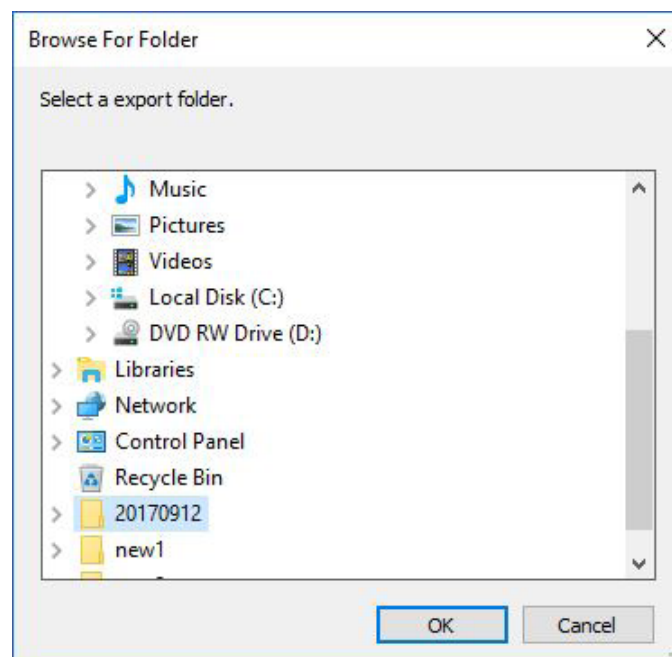 Browse For Folder
Select a export folder.
Music
Pictures
Videos
Local Disk (C:)
DVD RW Drive (D:)
Libraries
Network
Control Panel
Recycle Bin
20170912
new1
OK
Cancel